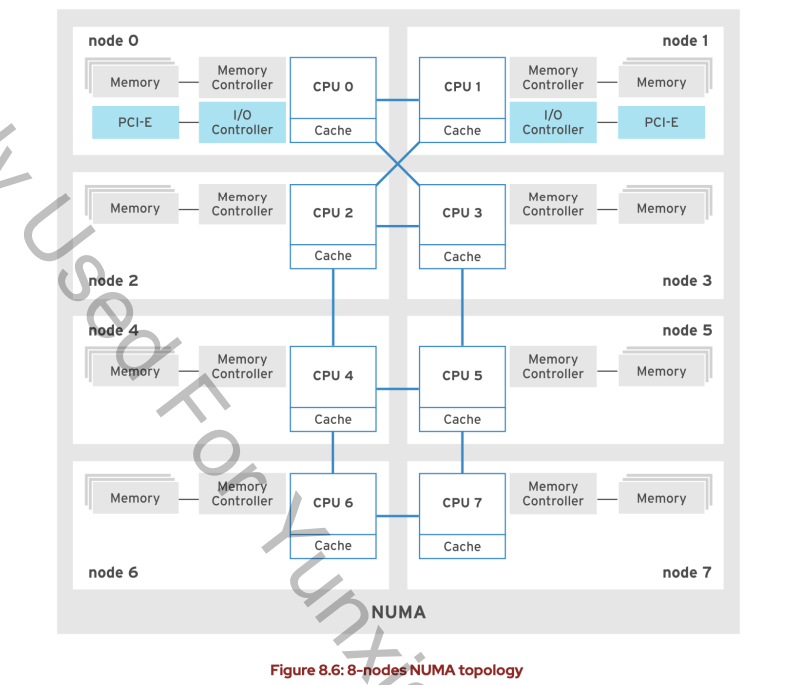 node 0
node 1
Memory
Memory
Controller
CPU 0
CPU 1
Memory
Controller
Memory
PCI-E
I/O
Controller
Cache
Cache
I/O
Controller
PCI-E
Memory
Memory
Controller
CPU 2
CPU 3
Memory
Controller
Memory
Cache
Cache
node 2
node 3
node 4
node 5
Memory
Memory
Controller
CPU 4
CPU 5
Memory
Controller
Memory
Cache
Cache
Memory
Memory
Controller
CPU 6
CPU 7
Memory
Controller
Memory
Cache
Cache
node 6
node 7
NUMA
Used For
Figure 8.6: 8-nodes NUMA topology